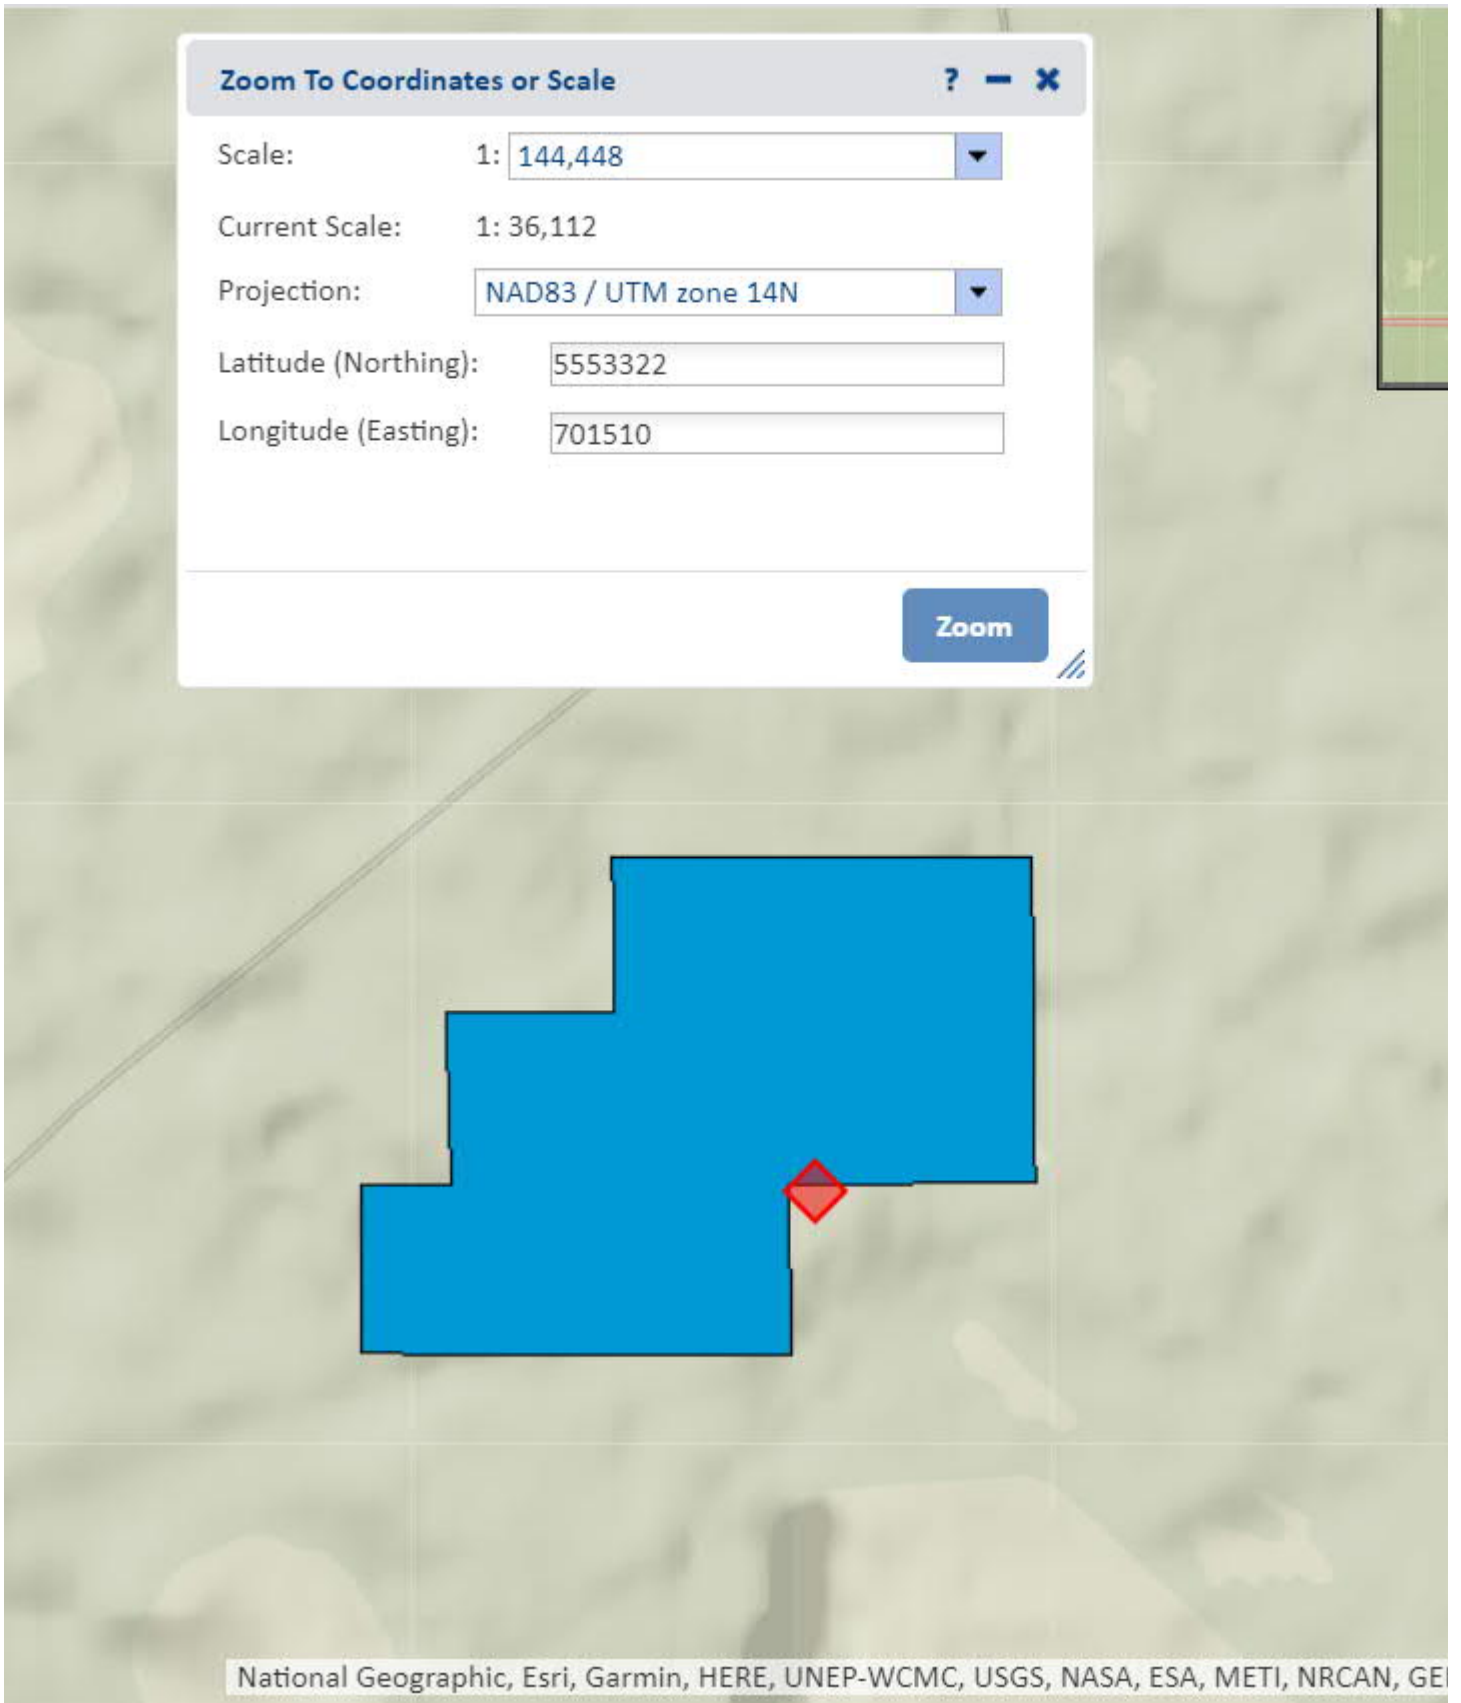 Zoom To Coordinates or Scale ?
Scale: 1: 144,448
Current Scale: 1: 36,112
Projection: NAD83 / UTM zone 14N
Latitude (Northing): 5553322
Longitude (Easting): 701510
Zoom
National Geographic, Esri, Garmin, HERE, UNEP-WCMC, USGS, NASA, ESA, METI, NRCAN,